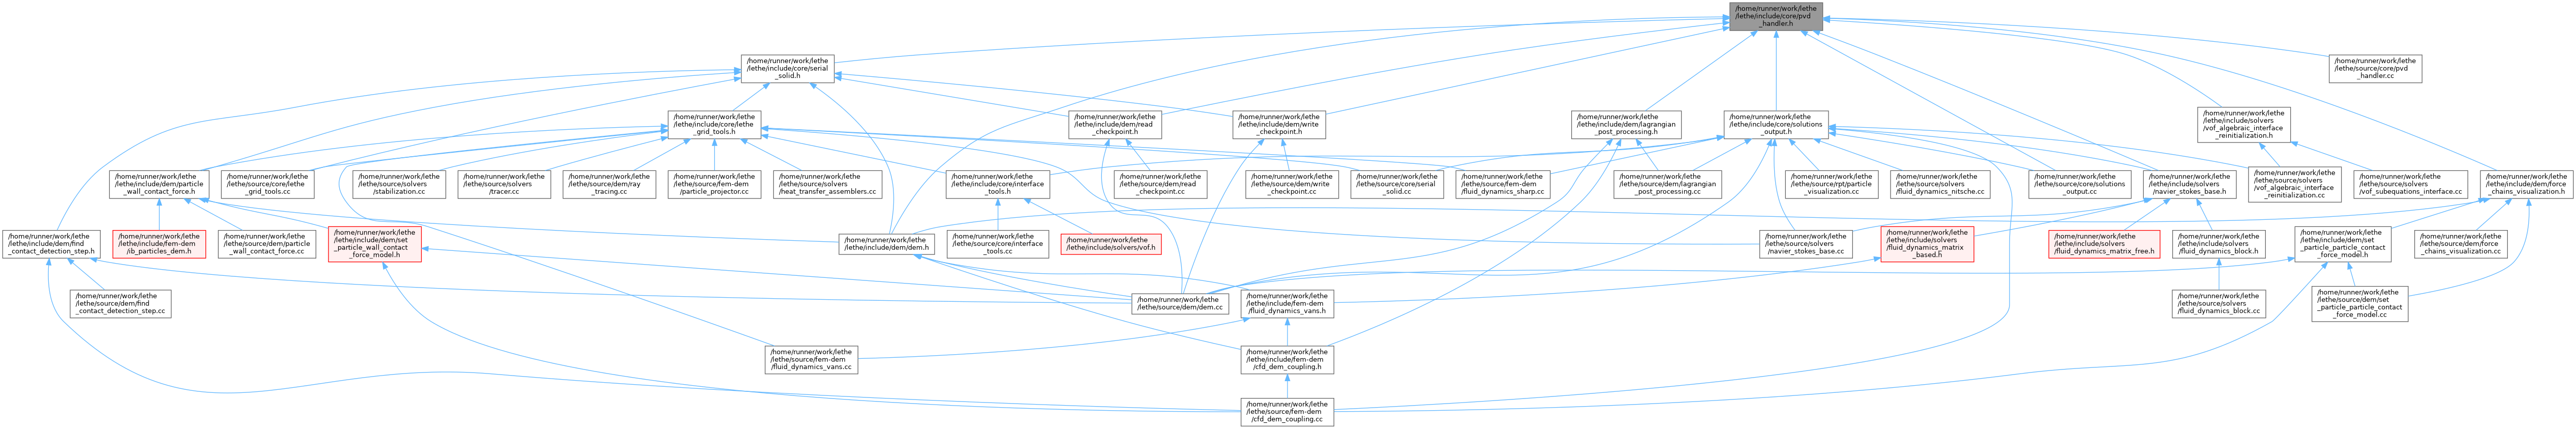 /home/runner/work/lethe
/lethe/include/core/pvd
_handler.h
/home/runner/work/lethe
/lethe/include/core/serial
_solid.h
/home/runner/work/lethe
/lethe/source/core/pvd
_handler.cc
/home/runner/work/lethe
/lethe/include/core/lethe
_grid_tools.h
/home/runner/work/lethe
/lethe/include/dem/read
_checkpoint.h
/home/runner/work/lethe
/lethe/include/dem/write
_checkpoint.h
/home/runner/work/lethe
/lethe/include/dem/lagrangian
_post_processing.h
/home/runner/work/lethe
/lethe/include/core/solutions
_output.h
/home/runner/work/lethe
/lethe/include/solvers
/vof_algebraic_interface
_reinitialization.h
/home/runner/work/lethe
/lethe/include/dem/particle
_wall_contact_force.h
/home/runner/work/lethe
/lethe/source/core/lethe
_grid_tools.cc
/home/runner/work/lethe
/lethe/source/solvers
/stabilization.cc
/home/runner/work/lethe
/lethe/source/solvers
/tracer.cc
/home/runner/work/lethe
/lethe/source/dem/ray
_tracing.cc
/home/runner/work/lethe
/lethe/source/fem-dem
/particle_projector.cc
/home/runner/work/lethe
/lethe/source/solvers
/heat_transfer_assemblers.cc
/home/runner/work/lethe
/lethe/include/core/interface
_tools.h
/home/runner/work/lethe
/lethe/source/dem/read
_checkpoint.cc
/home/runner/work/lethe
/lethe/source/dem/write
_checkpoint.cc
/home/runner/work/lethe
/lethe/source/core/serial
_solid.cc
/home/runner/work/lethe
/lethe/source/fem-dem
/fluid_dynamics_sharp.cc
/home/runner/work/lethe
/lethe/source/dem/lagrangian
_post_processing.cc
/home/runner/work/lethe
/lethe/source/rpt/particle
_visualization.cc
/home/runner/work/lethe
/lethe/source/solvers
/fluid_dynamics_nitsche.cc
/home/runner/work/lethe
/lethe/source/core/solutions
_output.cc
/home/runner/work/lethe
/lethe/include/solvers
/navier_stokes_base.h
/home/runner/work/lethe
/lethe/source/solvers
/vof_algebraic_interface
_reinitialization.cc
/home/runner/work/lethe
/lethe/source/solvers
/vof_subequations_interface.cc
/home/runner/work/lethe
/lethe/include/dem/force
_chains_visualization.h
/home/runner/work/lethe
/lethe/include/dem/find
_contact_detection_step.h
/home/runner/work/lethe
/lethe/include/fem-dem
/ib_particles_dem.h
/home/runner/work/lethe
/lethe/source/dem/particle
_wall_contact_force.cc
/home/runner/work/lethe
/lethe/include/dem/set
_particle_wall_contact
_force_model.h
/home/runner/work/lethe
/lethe/include/dem/dem.h
/home/runner/work/lethe
/lethe/source/core/interface
_tools.cc
/home/runner/work/lethe
/lethe/include/solvers/vof.h
/home/runner/work/lethe
/lethe/source/solvers
/navier_stokes_base.cc
/home/runner/work/lethe
/lethe/include/solvers
/fluid_dynamics_matrix
_based.h
/home/runner/work/lethe
/lethe/include/solvers
/fluid_dynamics_matrix_free.h
/home/runner/work/lethe
/lethe/include/solvers
/fluid_dynamics_block.h
/home/runner/work/lethe
/lethe/include/dem/set
_particle_particle_contact
_force_model.h
/home/runner/work/lethe
/lethe/source/dem/force
_chains_visualization.cc
/home/runner/work/lethe
/lethe/source/dem/find
_contact_detection_step.cc
/home/runner/work/lethe
/lethe/source/dem/dem.cc
/home/runner/work/lethe
/lethe/include/fem-dem
/fluid_dynamics_vans.h
/home/runner/work/lethe
/lethe/source/solvers
/fluid_dynamics_block.cc
/home/runner/work/lethe
/lethe/source/dem/set
_particle_particle_contact
_force_model.cc
/home/runner/work/lethe
/lethe/source/fem-dem
/fluid_dynamics_vans.cc
/home/runner/work/lethe
/lethe/include/fem-dem
/cfd_dem_coupling.h
/home/runner/work/lethe
/lethe/source/fem-dem
/cfd_dem_coupling.cc